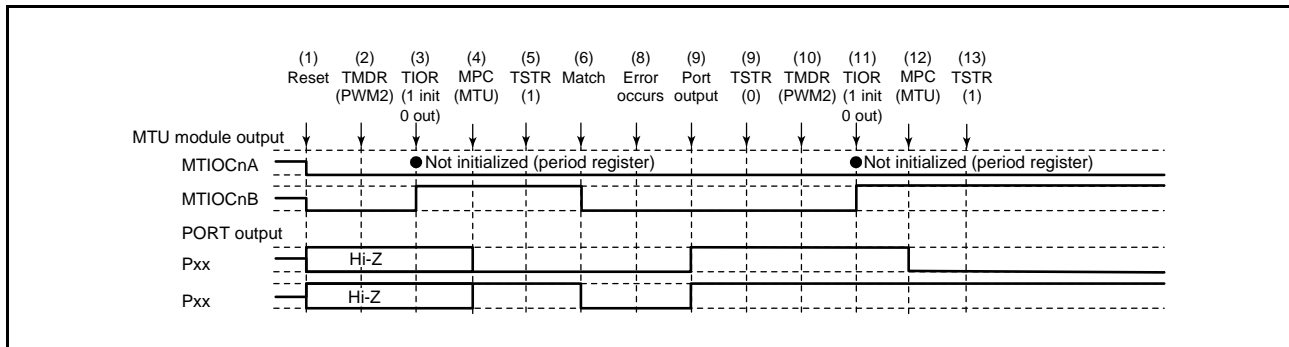 (1) (2) (3) (4) (5) (6) (8) (9) (9) (10) (11) (12) (13)
Reset TMDR TIOR MPC TSTR Match Error Port TSTR TMDR TIOR MPC TSTR
(PWM2) (1 init (MTU) (1) occurs output (0) (PWM2) (1 init (MTU) (1)
0 out) 0 out)
MTU module output
MTIOCnA ●Not initialized (period register) ●Not initialized (period register)
MTIOCnB
PORT output
Pxx Hi-Z
Pxx Hi-Z